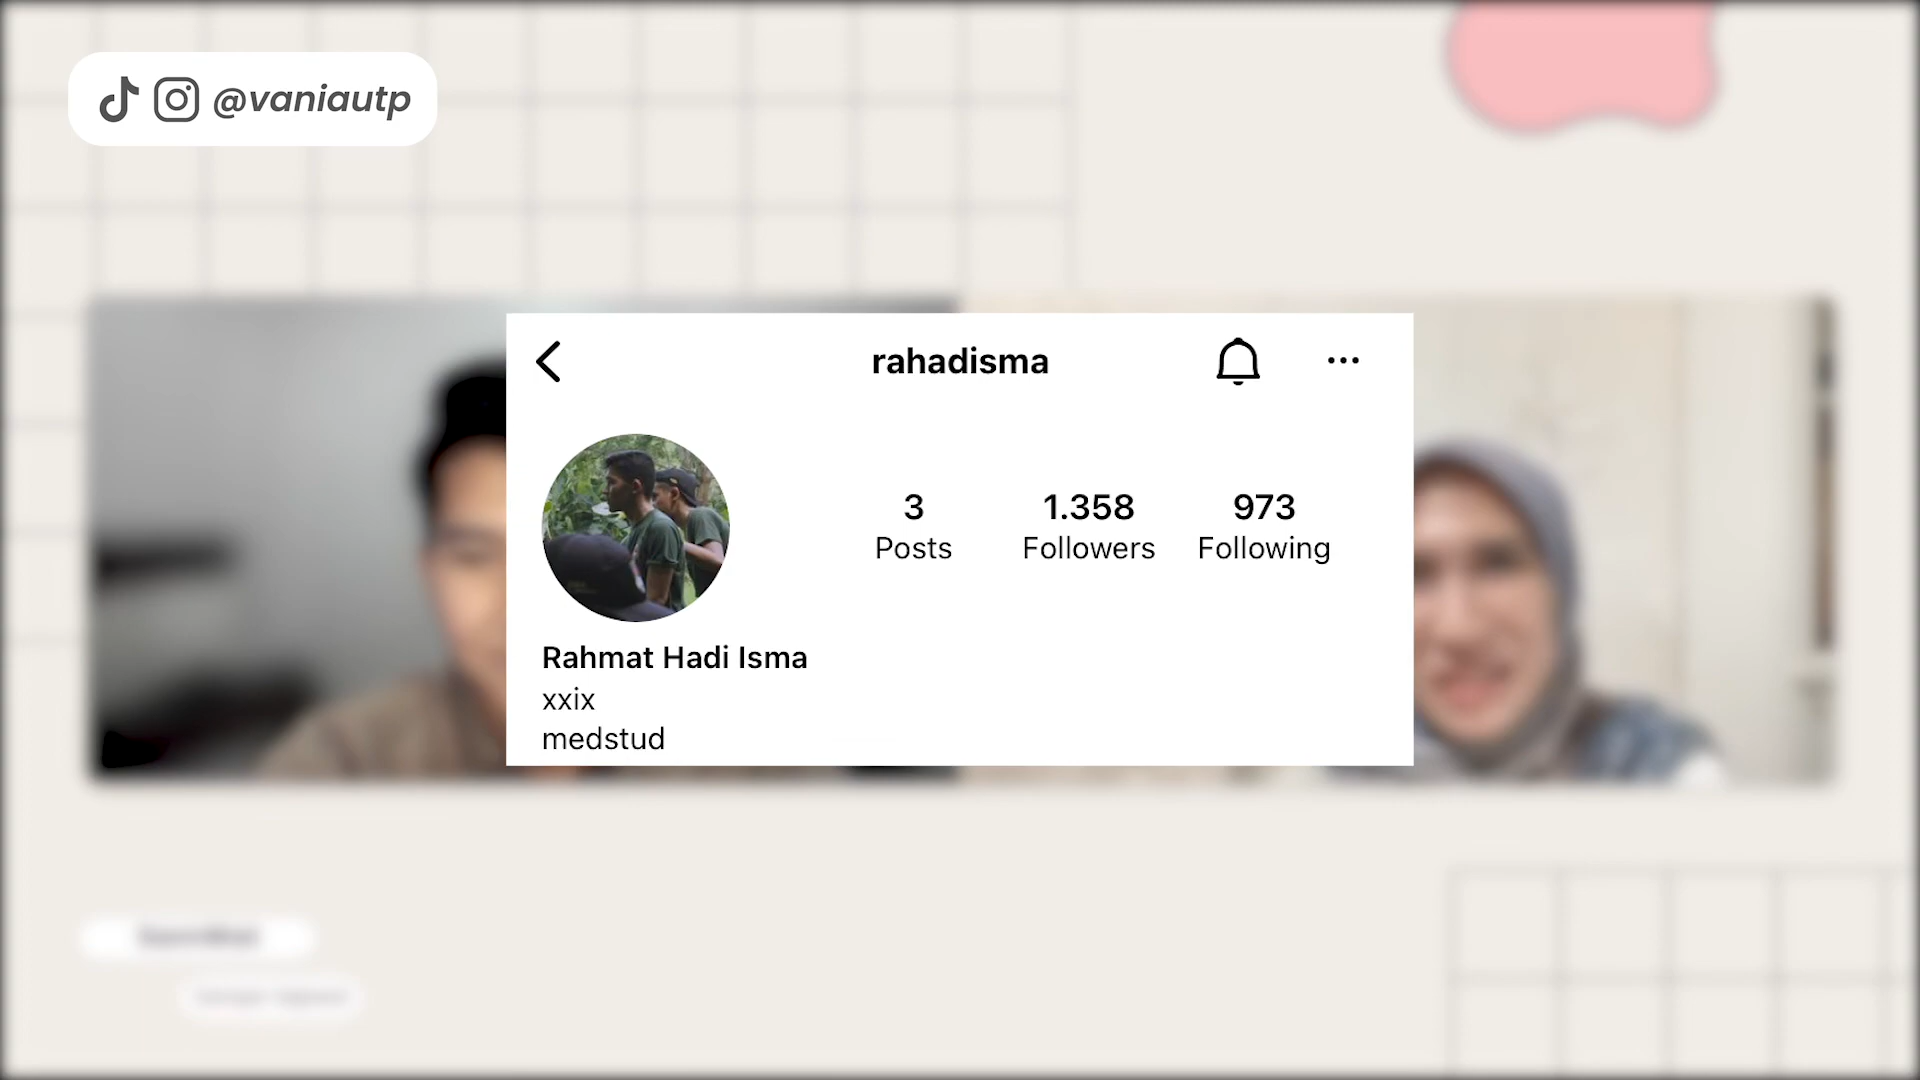 @vaniautp
rahadisma
3 1.358 973
Posts Followers Following
Rahmat Hadi Isma
xxix
medstud